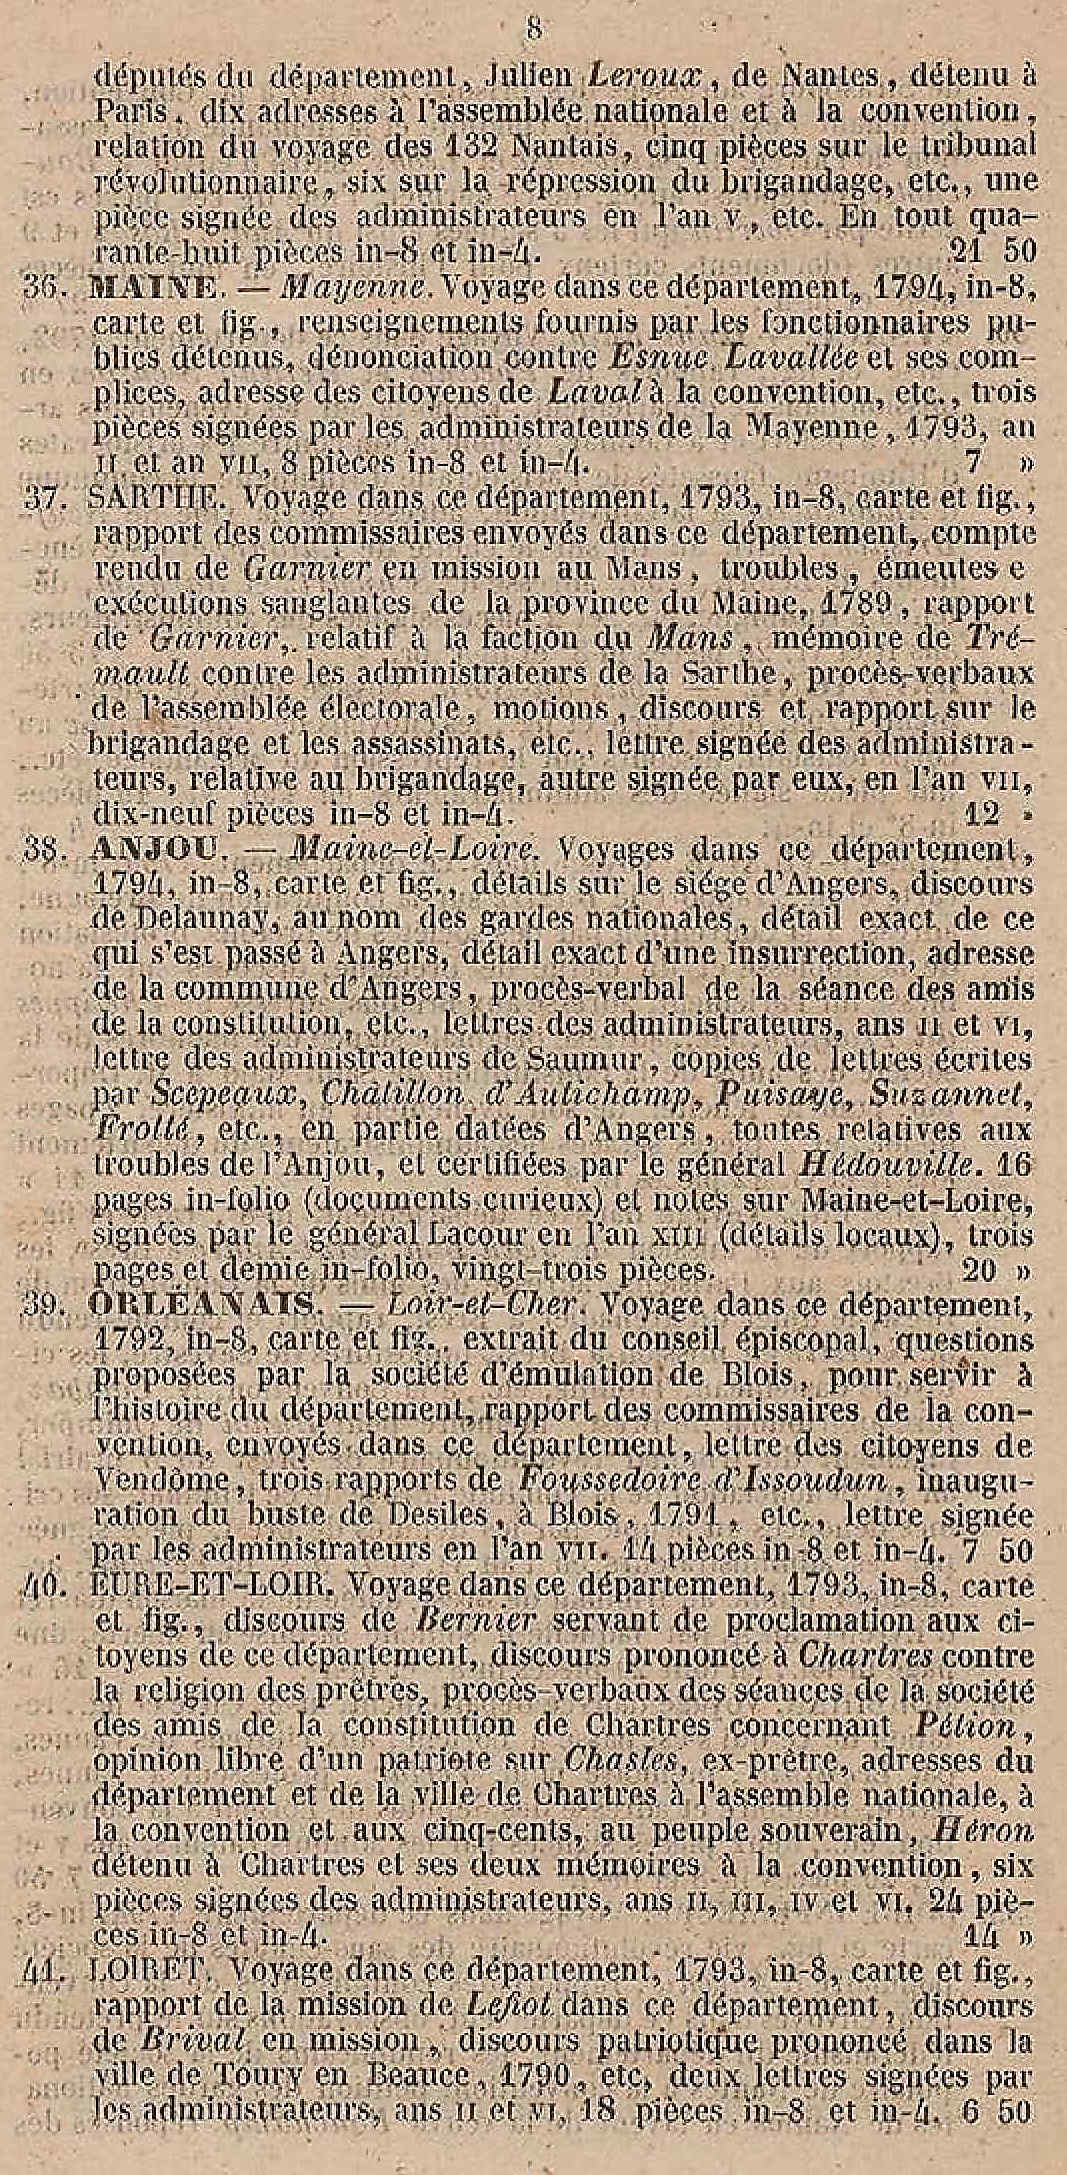 8
députés du département, Julien Leroux, de Nantes, détenu à
Paris, dix adresses à l'assemblée nationale et à la convention,
relation du voyage des 132 Nantais, cinq pièces sur le tribunal
révolutionnaire, six sur la répression du brigandage, etc., une
pièce signée des administrateurs en l'an v, etc. En tout qua-
rante-huit pièces in-8 et in-4. 21 50
36. MAINE. — Mayenne. Voyage dans ce département, 1794, in-8,
carte et fig., renseignements fournis par les fonctionnaires pu-
blics détenus, dénonciation contre Esnue Lavallée et ses com-
plices, adresse des citoyens de Laval à la convention, etc., trois
pièces signées par les administrateurs de la Mayenne, 1793, an
II et an VII, 8 pièces in-8 et in-4. 7 »
37. SARTHE. Voyage dans ce département, 1793, in-8, carte et fig.,
rapport des commissaires envoyés dans ce département, compte
rendu de Garnier en mission au Mans, troubles, émeutes e
exécutions sanglantes de la province du Maine, 1789, rapport
de Garnier, relatif à la faction du Mans, mémoire de Tré-
mault contre les administrateurs de la Sarthe, procès-verbaux
de l'assemblée électorale, motions, discours et rapport sur le
brigandage et les assassinats, etc., lettre signée des administra-
teurs, relative au brigandage, autre signée par eux, en l'an VII,
dix-neuf pièces in-8 et in-4. 12 »
38. ANJOU. — Maine-et-Loire. Voyages dans ce département,
1794, in-8, carte et fig., détails sur le siége d'Angers, discours
de Delaunay, au nom des gardes nationales, détail exact de ce
qui s'est passé à Angers, détail exact d'une insurrection, adresse
de la commune d'Angers, procès-verbal de la séance des amis
de la constitution, etc., lettres des administrateurs, ans II et VI,
lettre des administrateurs de Saumur, copies de lettres écrites
par Scepeaux, Chatillon d'Autichamp, Puisaye, Suzannet,
Frotté, etc., en partie datées d'Angers, toutes relatives aux
troubles de l'Anjou, et certifiées par le général Hédouville. 16
pages in-folio (documents curieux) et notes sur Maine-et-Loire,
signées par le général Lacour en l'an XIII (détails locaux), trois
pages et demie in-folio, vingt-trois pièces. 20 »
39. ORLÉANAIS. — Loir-et-Cher. Voyage dans ce département,
1792, in-8, carte et fig., extrait du conseil épiscopal, questions
proposées par la société d'émulation de Blois, pour servir à
l'histoire du département, rapport des commissaires de la con-
vention, envoyés dans ce département, lettre des citoyens de
Vendôme, trois rapports de Foussedoire d'Issoudun, inaugu-
ration du buste de Desiles, à Blois, 1791, etc., lettre signée
par les administrateurs en l'an VII. 14 pièces in-8 et in-4. 7 50
40. EURE-ET-LOIR. Voyage dans ce département, 1793, in-8, carte
et fig., discours de Bernier servant de proclamation aux ci-
toyens de ce département, discours prononcé à Chartres contre
la religion des prêtres, procès-verbaux des séances de la société
des amis de la constitution de Chartres concernant Pétion,
opinion libre d'un patriote sur Chasles, ex-prêtre, adresses du
département et de la ville de Chartres à l'assemble nationale, à
la convention et aux cinq-cents, au peuple souverain, Héron
détenu à Chartres et ses deux mémoires à la convention, six
pièces signées des administrateurs, ans II, III, IV et VI. 24 piè-
ces in-8 et in-4. 14 »
41. LOIRET. Voyage dans ce département, 1793, in-8, carte et fig.,
rapport de la mission de Lefiot dans ce département, discours
de Brival en mission, discours patriotique prononcé dans la
ville de Toury en Beauce, 1790, etc, deux lettres signées par
les administrateurs, ans II et VI, 18 pièces in-8 et in-4. 6 50